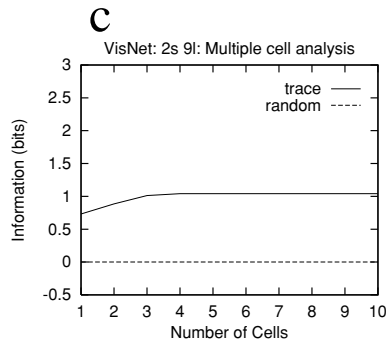 c
VisNet: 2s 9l: Multiple cell analysis
3
2.5
2
1.5
1
0.5
0
-0.5
Information (bits)
trace
random
1 2 3 4 5 6 7 8 9 10
Number of Cells